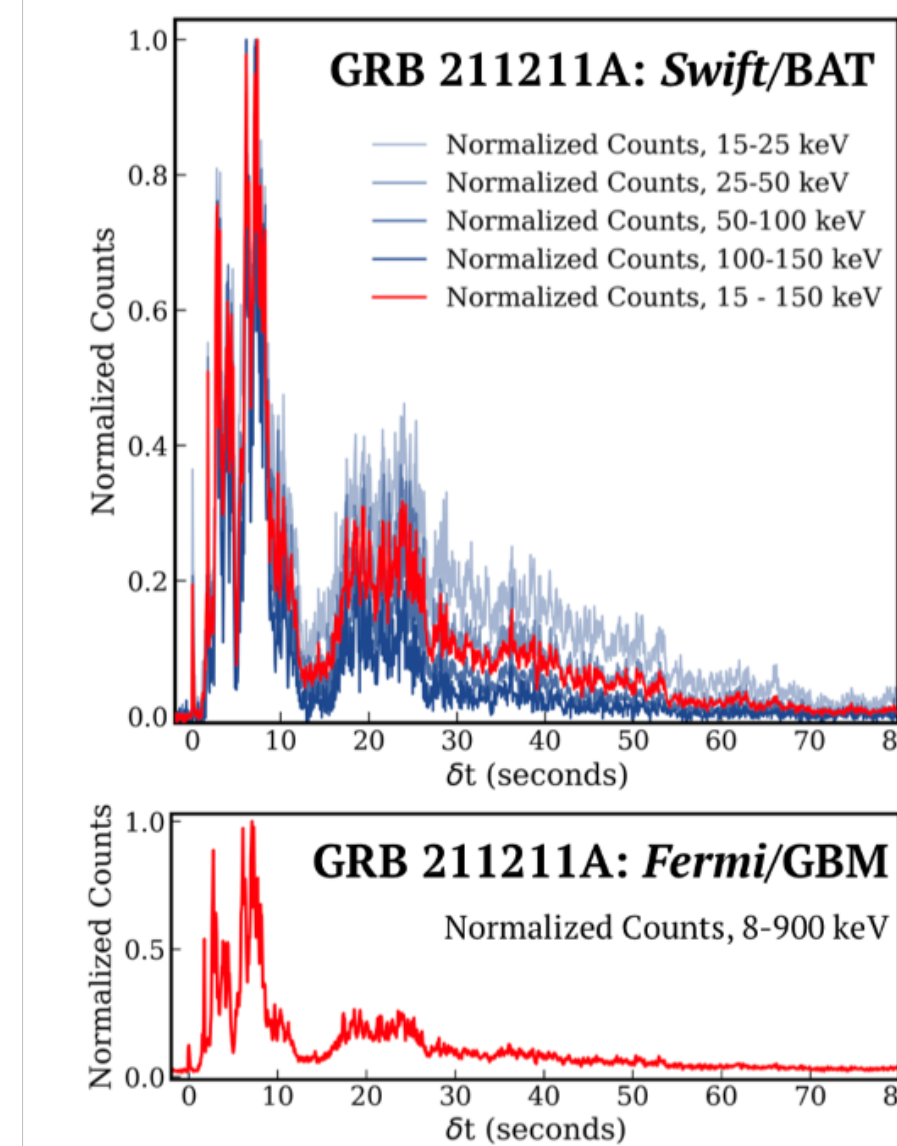 GRB 211211A: Swift/BAT
Normalized Counts, 15-25 keV
Normalized Counts, 25-50 keV
Normalized Counts, 50-100 keV
Normalized Counts, 100-150 keV
Normalized Counts, 15 - 150 keV
Normalized Counts
1.0
0.8
0.6
0.4
0.2
0.0
0 10 20 30 40 50 60 70 8
δt (seconds)
GRB 211211A: Fermi/GBM
Normalized Counts, 8-900 keV
Normalized Counts
1.0
0.5
0.0
0 10 20 30 40 50 60 70 8
δt (seconds)